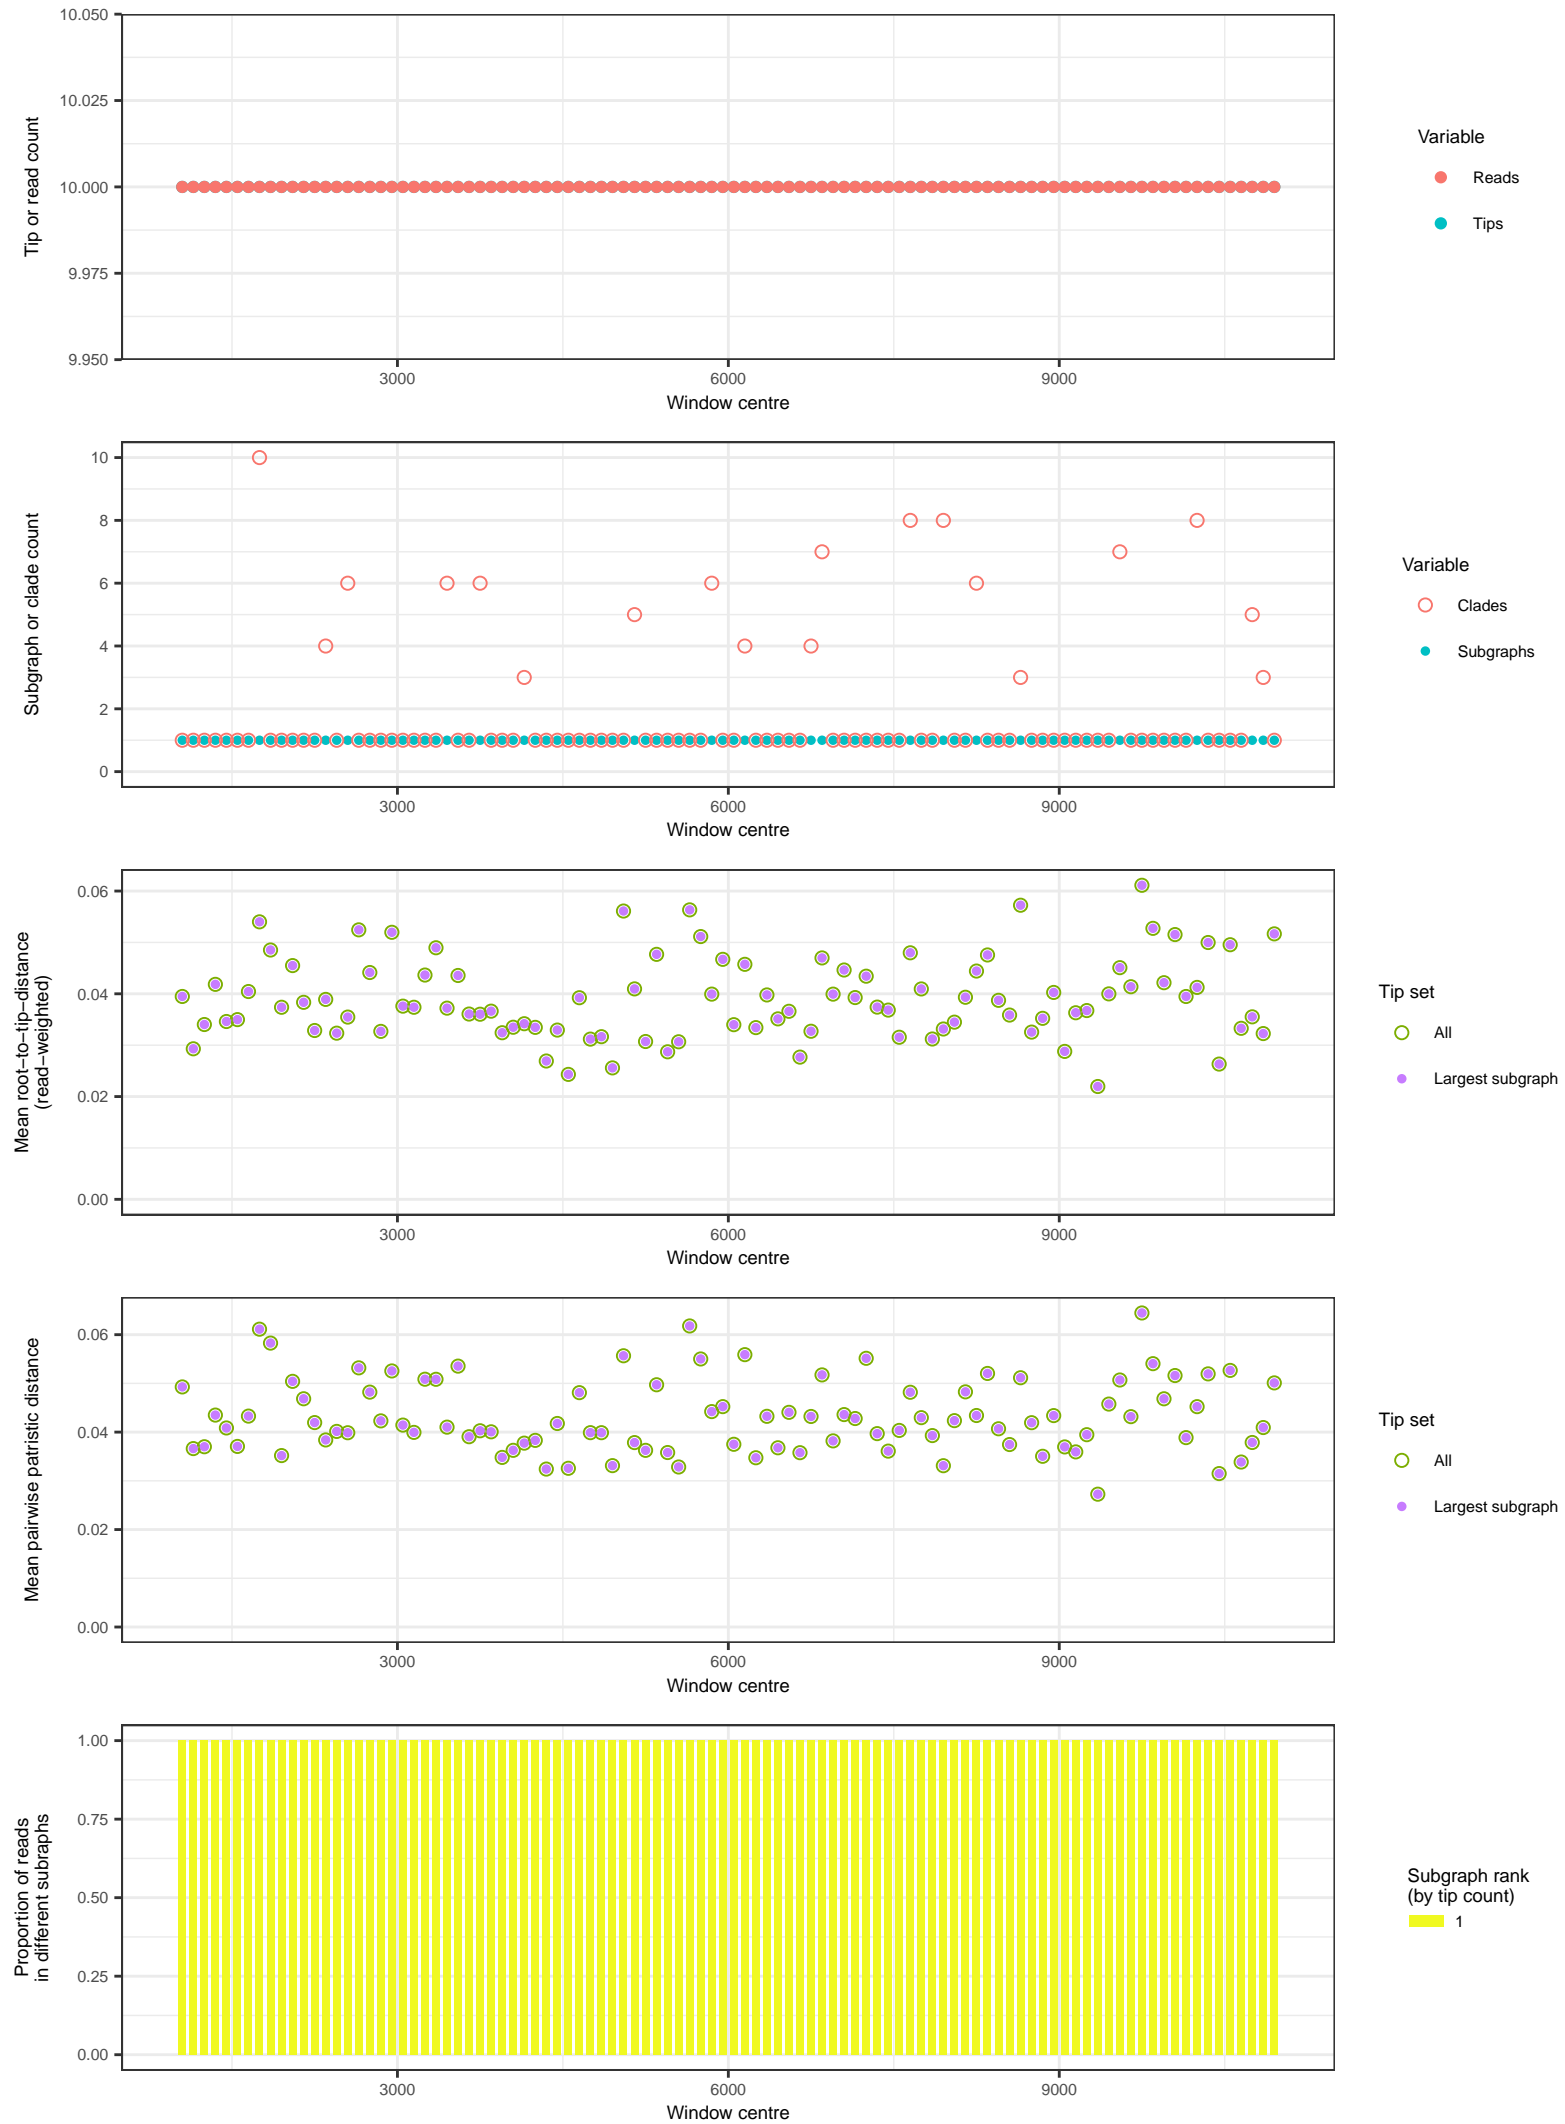 10.050
10.025
10.000
9.975
9.950
Tip or read count
3000
6000
9000
Window centre
Variable
Reads
Tips
10
8
6
4
2
0
Subgraph or clade count
3000
6000
9000
Window centre
Variable
Clades
Subgraphs
0.06
0.04
0.02
0.00
Mean root−to−tip−distance
(read−weighted)
3000
6000
9000
Window centre
Tip set
All
Largest subgraph
0.06
0.04
0.02
0.00
Mean pairwise patristic distance
3000
6000
9000
Window centre
Tip set
All
Largest subgraph
1.00
0.75
0.50
0.25
0.00
Proportion of reads
in different subraphs
3000
6000
9000
Window centre
Subgraph rank
(by tip count)
1